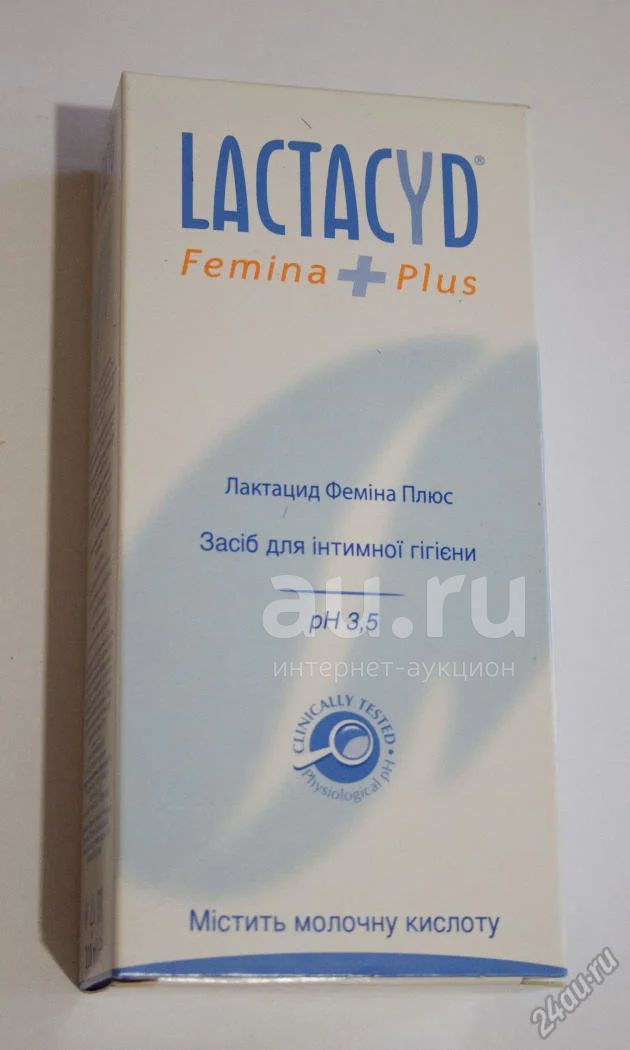 LACTACYD®
Femina + Plus
Лактацид Феміна Плюс
Засіб для інтимної гігієни
pH 3,5
au.ru
интернет-аукцион
CLINICALLY TESTED •
Physiological pH
Містить молочну кислоту
24au.ru